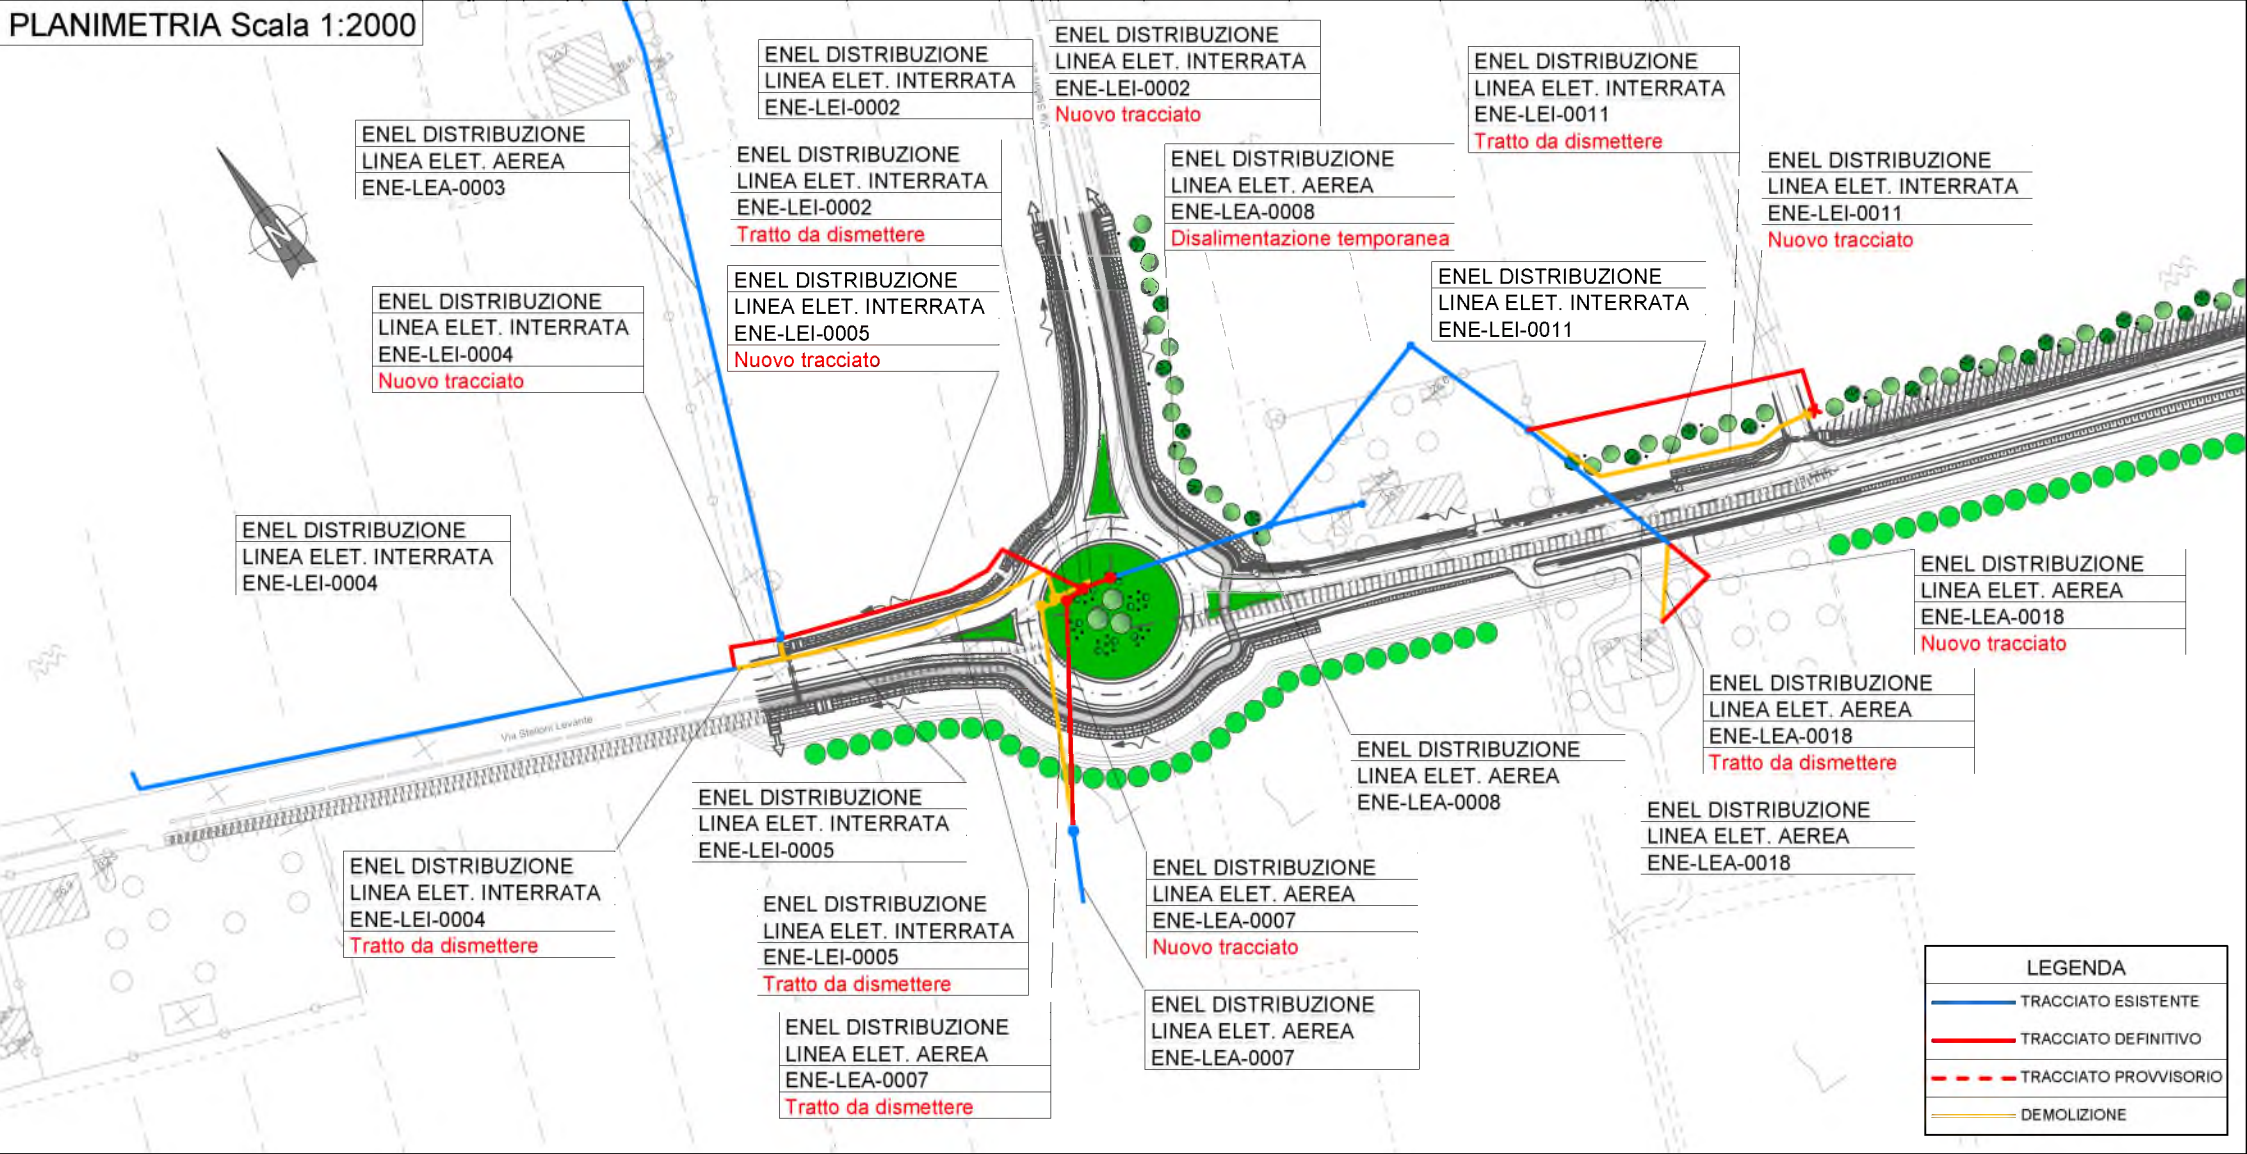 PLANIMETRIA Scala 1:2000
ENEL DISTRIBUZIONE
LINEA ELET. INTERRATA
ENE-LEI-0002
ENEL DISTRIBUZIONE
LINEA ELET. INTERRATA
ENE-LEI-0002
Nuovo tracciato
ENEL DISTRIBUZIONE
LINEA ELET. INTERRATA
ENE-LEI-0011
Tratto da dismettere
ENEL DISTRIBUZIONE
LINEA ELET. AEREA
ENE-LEA-0003
ENEL DISTRIBUZIONE
LINEA ELET. INTERRATA
ENE-LEI-0002
Tratto da dismettere
ENEL DISTRIBUZIONE
LINEA ELET. AEREA
ENE-LEA-0008
Disalimentazione temporanea
ENEL DISTRIBUZIONE
LINEA ELET. INTERRATA
ENE-LEI-0011
Nuovo tracciato
N
ENEL DISTRIBUZIONE
LINEA ELET. INTERRATA
ENE-LEI-0004
Nuovo tracciato
ENEL DISTRIBUZIONE
LINEA ELET. INTERRATA
ENE-LEI-0005
Nuovo tracciato
ENEL DISTRIBUZIONE
LINEA ELET. INTERRATA
ENE-LEI-0011
ENEL DISTRIBUZIONE
LINEA ELET. INTERRATA
ENE-LEI-0004
Via Stelloni Levante
ENEL DISTRIBUZIONE
LINEA ELET. AEREA
ENE-LEA-0018
Nuovo tracciato
ENEL DISTRIBUZIONE
LINEA ELET. AEREA
ENE-LEA-0018
Tratto da dismettere
ENEL DISTRIBUZIONE
LINEA ELET. AEREA
ENE-LEA-0008
ENEL DISTRIBUZIONE
LINEA ELET. INTERRATA
ENE-LEI-0005
ENEL DISTRIBUZIONE
LINEA ELET. AEREA
ENE-LEA-0018
ENEL DISTRIBUZIONE
LINEA ELET. INTERRATA
ENE-LEI-0004
Tratto da dismettere
ENEL DISTRIBUZIONE
LINEA ELET. INTERRATA
ENE-LEI-0005
Tratto da dismettere
ENEL DISTRIBUZIONE
LINEA ELET. AEREA
ENE-LEA-0007
Nuovo tracciato
ENEL DISTRIBUZIONE
LINEA ELET. AEREA
ENE-LEA-0007
ENEL DISTRIBUZIONE
LINEA ELET. AEREA
ENE-LEA-0007
Tratto da dismettere
LEGENDA
TRACCIATO ESISTENTE
TRACCIATO DEFINITIVO
TRACCIATO PROVVISORIO
DEMOLIZIONE